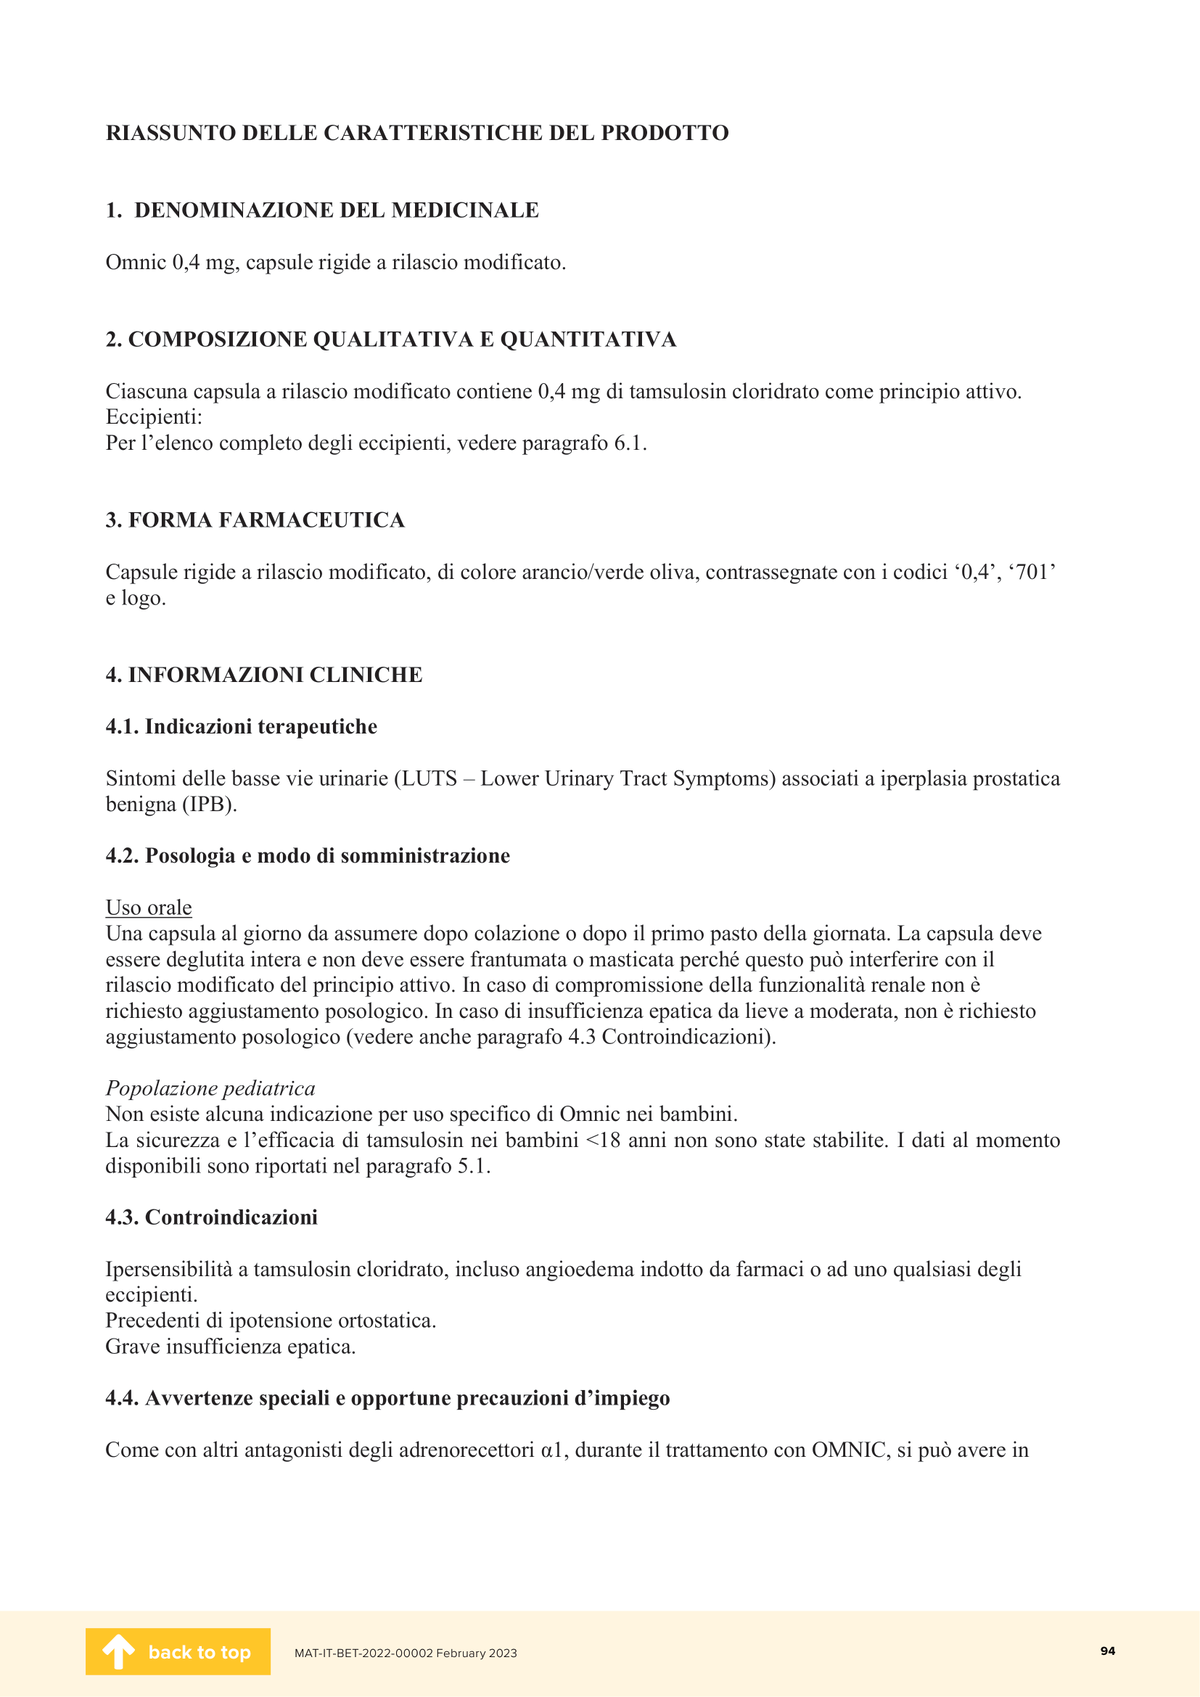 RIASSUNTO DELLE CARATTERISTICHE DEL PRODOTTO
1. DENOMINAZIONE DEL MEDICINALE
Omnic 0,4 mg, capsule rigide a rilascio modificato.
2. COMPOSIZIONE QUALITATIVA E QUANTITATIVA
Ciascuna capsula a rilascio modificato contiene 0,4 mg di tamsulosin cloridrato come principio attivo.
Eccipienti:
Per l’elenco completo degli eccipienti, vedere paragrafo 6.1.
3. FORMA FARMACEUTICA
Capsule rigide a rilascio modificato, di colore arancio/verde oliva, contrassegnate con i codici ‘0,4’, ‘701’
e logo.
4. INFORMAZIONI CLINICHE
4.1. Indicazioni terapeutiche
Sintomi delle basse vie urinarie (LUTS – Lower Urinary Tract Symptoms) associati a iperplasia prostatica
benigna (IPB).
4.2. Posologia e modo di somministrazione
Uso orale
Una capsula al giorno da assumere dopo colazione o dopo il primo pasto della giornata. La capsula deve
essere deglutita intera e non deve essere frantumata o masticata perché questo può interferire con il
rilascio modificato del principio attivo. In caso di compromissione della funzionalità renale non è
richiesto aggiustamento posologico. In caso di insufficienza epatica da lieve a moderata, non è richiesto
aggiustamento posologico (vedere anche paragrafo 4.3 Controindicazioni).
Popolazione pediatrica
Non esiste alcuna indicazione per uso specifico di Omnic nei bambini.
La sicurezza e l’efficacia di tamsulosin nei bambini <18 anni non sono state stabilite. I dati al momento
disponibili sono riportati nel paragrafo 5.1.
4.3. Controindicazioni
Ipersensibilità a tamsulosin cloridrato, incluso angioedema indotto da farmaci o ad uno qualsiasi degli
eccipienti.
Precedenti di ipotensione ortostatica.
Grave insufficienza epatica.
4.4. Avvertenze speciali e opportune precauzioni d’impiego
Come con altri antagonisti degli adrenorecettori α1, durante il trattamento con OMNIC, si può avere in
back to top
MAT-IT-BET-2022-00002 February 2023
94